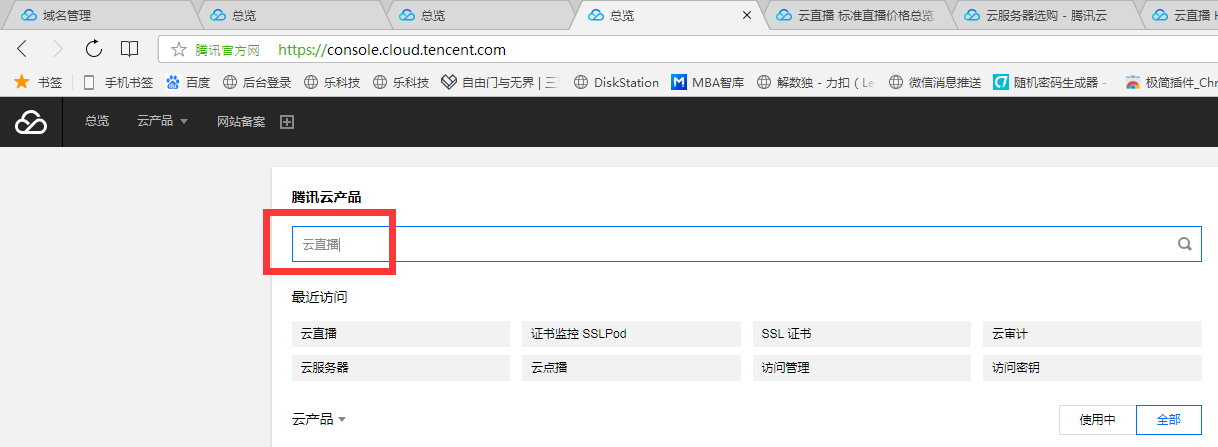 域名管理 总览 总览 总览 云直播 标准直播价格总览 云服务器选购 - 腾讯云 云直播 H
腾讯官方网 https://console.cloud.tencent.com
书签 手机书签 百度 后台登录 乐科技 乐科技 自由门与无界 | 三 DiskStation MBA智库 解数独 - 力扣 ( Le 微信消息推送 随机密码生成器 - 极简插件_Chr
总览 云产品 网站备案
腾讯云产品
云直播
最近访问
云直播 证书监控 SSLPod SSL 证书 云审计
云服务器 云点播 访问管理 访问密钥
云产品 使用中 全部